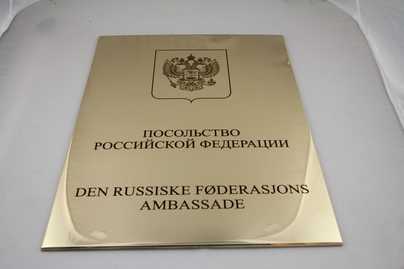 ПОСОЛЬСТВО
РОССИЙСКОЙ ФЕДЕРАЦИИ
DEN RUSSISKE FØDERASJONS
AMBASSADE